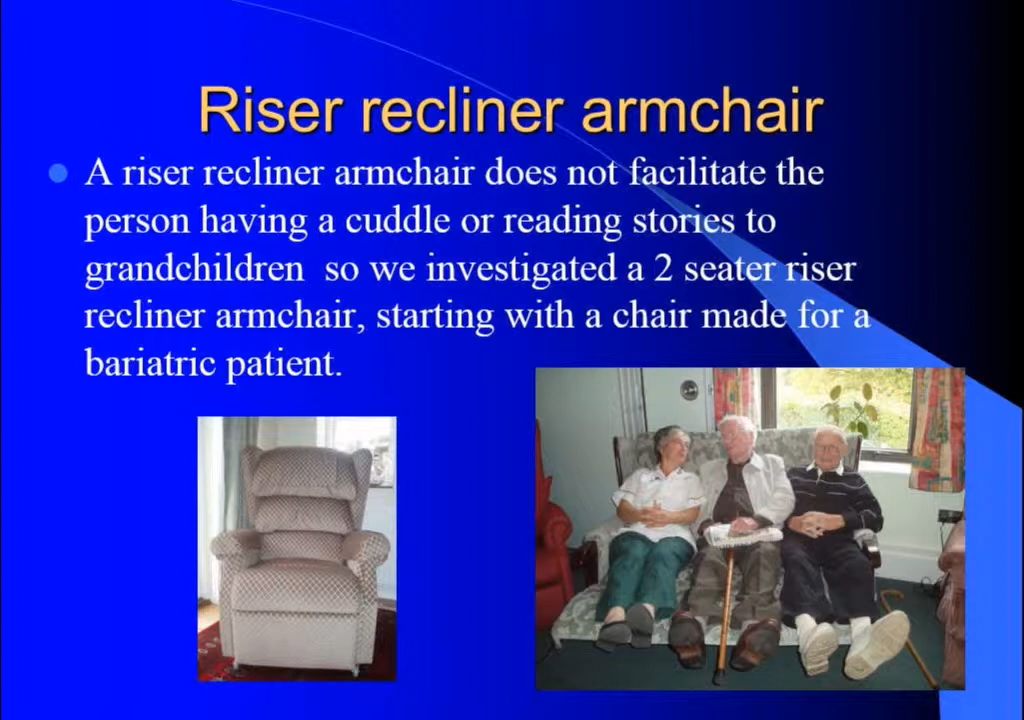 Riser recliner armchair
A riser recliner armchair does not facilitate the
person having a cuddle or reading stories to
grandchildren  so we investigated a 2 seater riser
recliner armchair, starting with a chair made for a
bariatric patient.